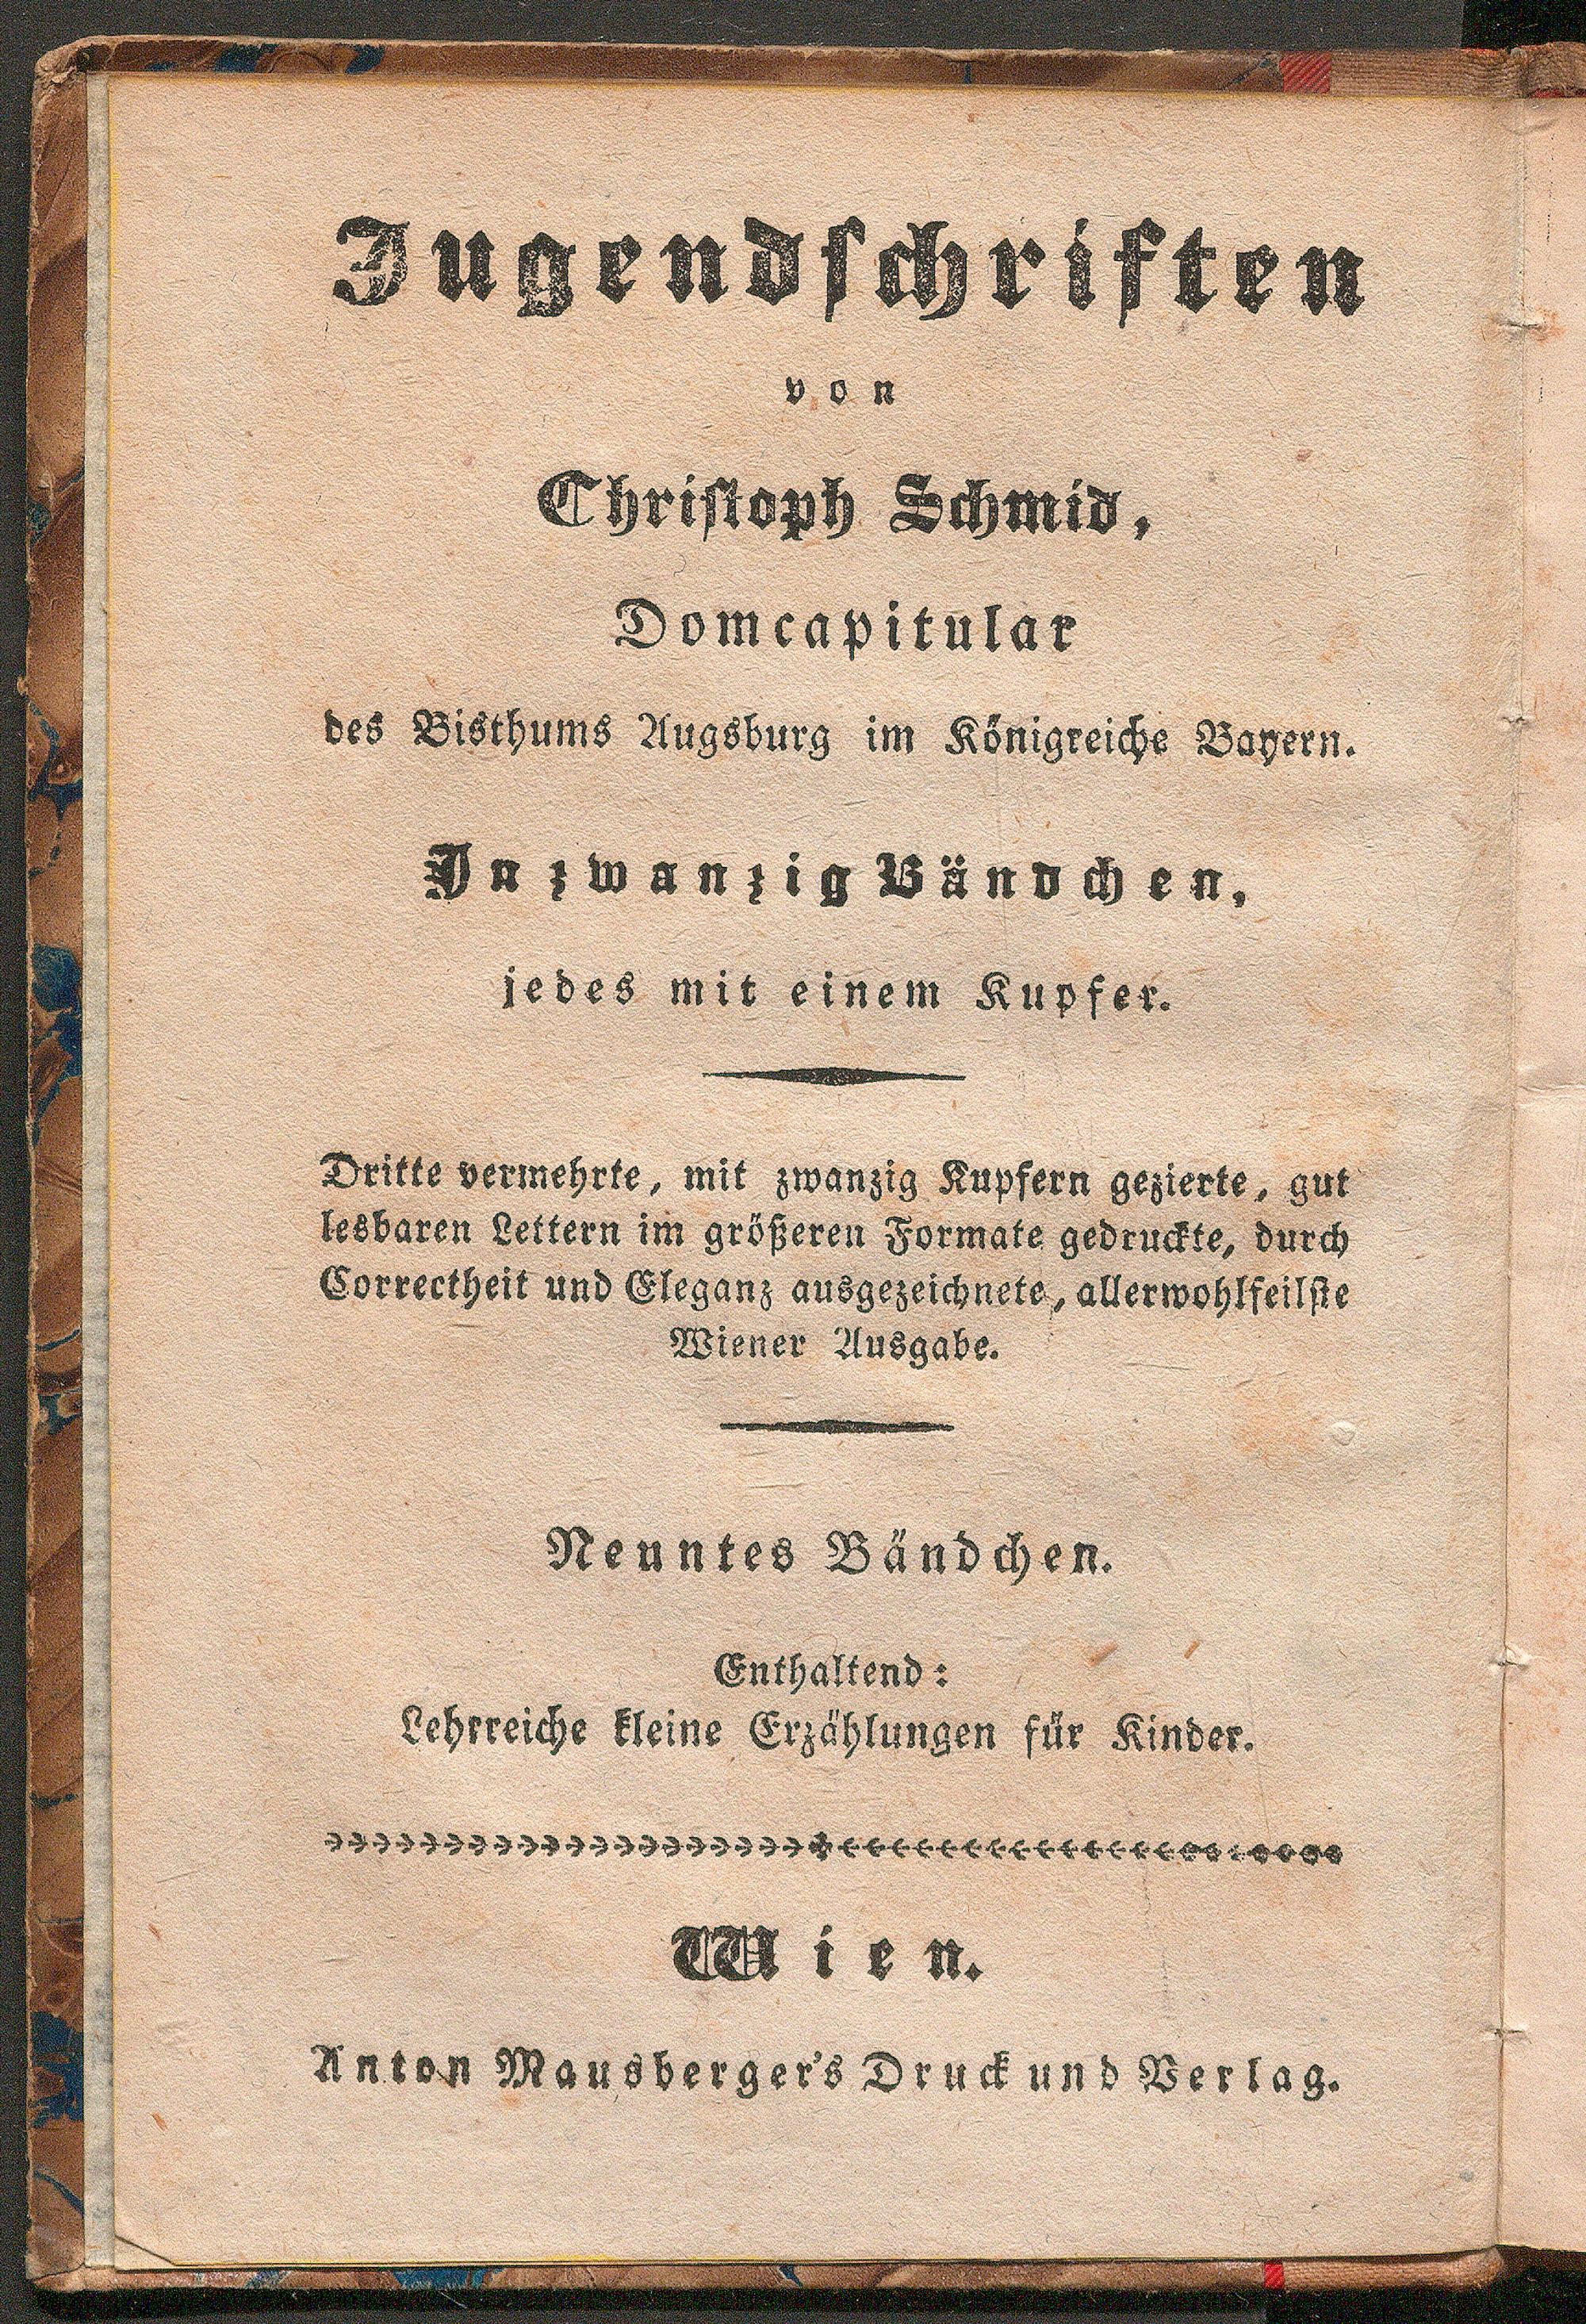 Jugendschriften
von
Christoph Schmid,
Domcapitular
des Bisthums Augsburg im Königreiche Bayern.
In zwanzig Bändchen,
jedes mit einem Kupfer.
Dritte vermehrte, mit zwanzig Kupfern gezierte, gut
lesbaren Lettern im größeren Formate gedruckte, durch
Correctheit und Eleganz ausgezeichnete, allerwohlfeilste
Wiener Ausgabe.
Neuntes Bändchen.
Enthaltend:
Lehrreiche kleine Erzählungen für Kinder.
Wien.
Anton Mausberger's Druck und Verlag.